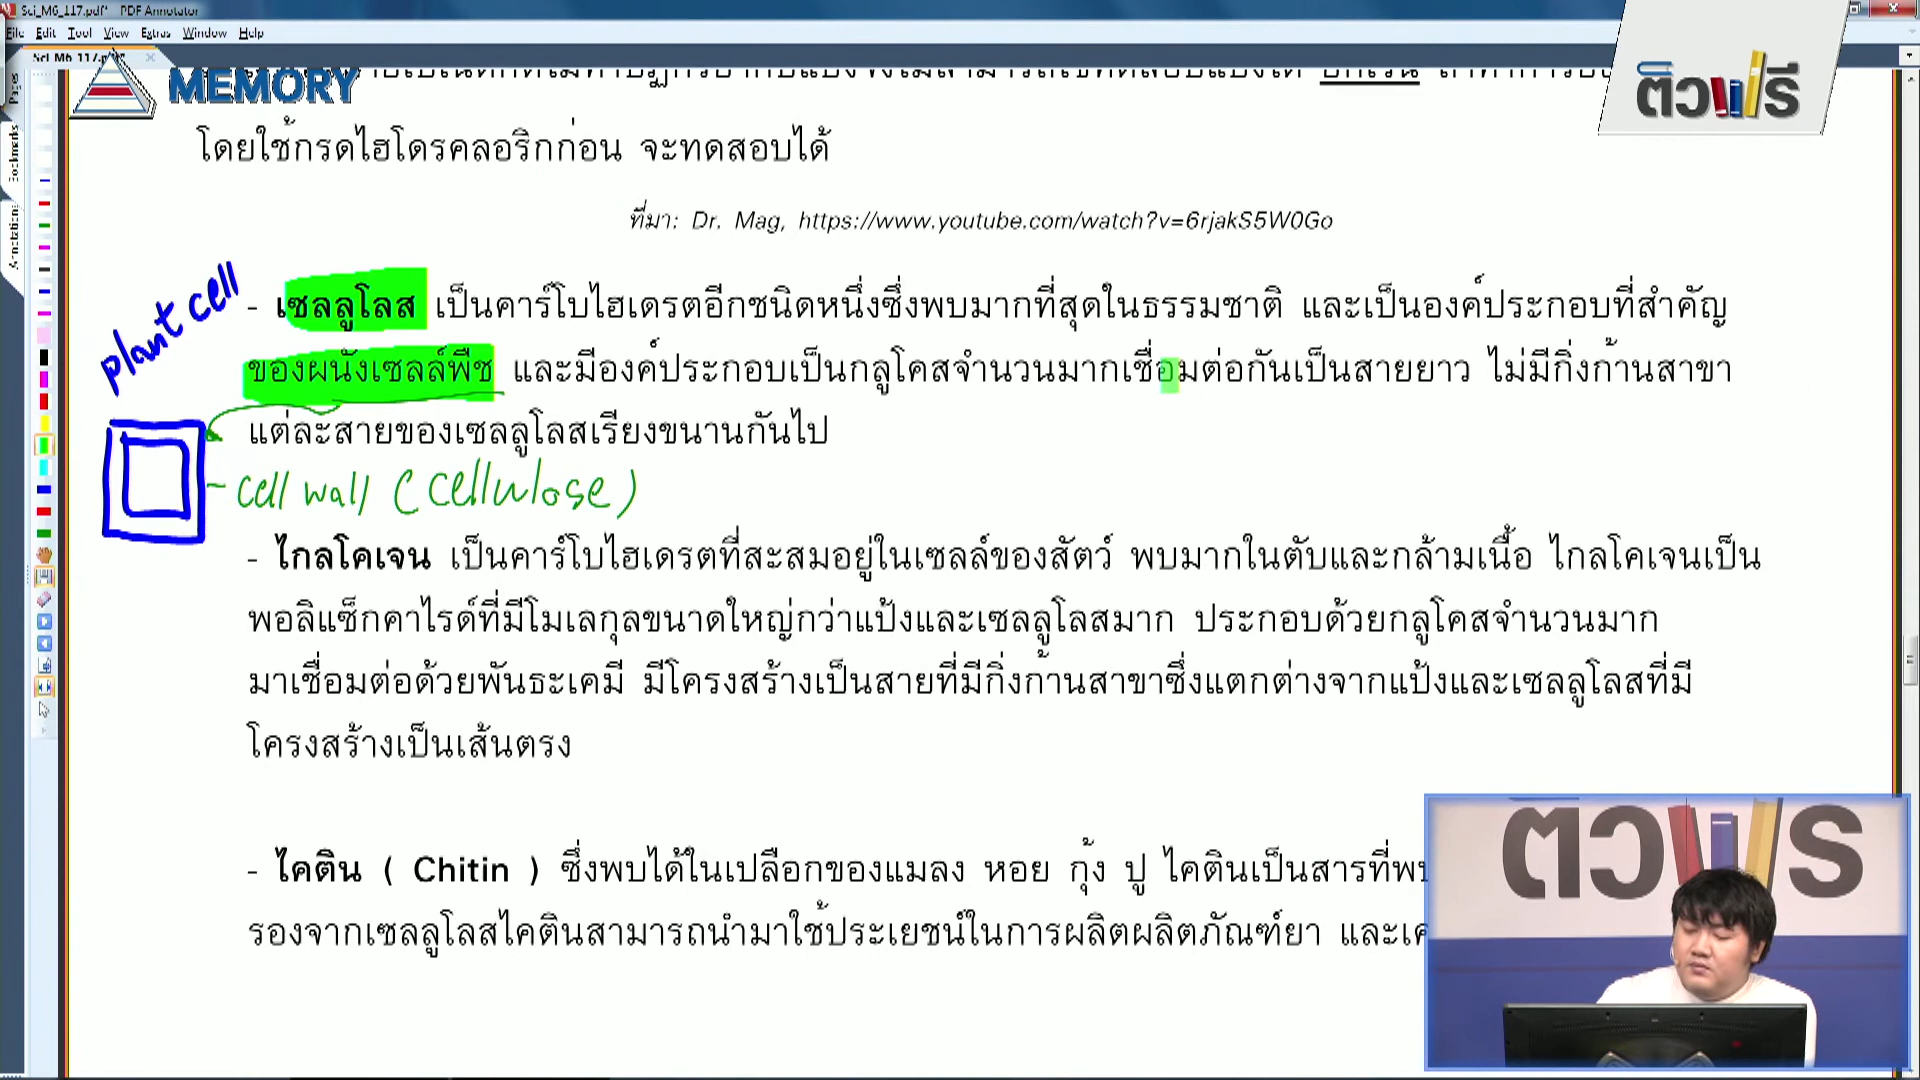 Sci_M6_117.pdf* - PDF Annotator
File Edit Tool View Extras Window Help
Sci_M6_117.pdf*
MEMORY
ติวฟรี
Pages
Bookmarks
Annotations
โดยใช้กรดไฮโดรคลอริกก่อน จะทดสอบได้
ที่มา: Dr. Mag, https://www.youtube.com/watch?v=6rjakS5W0Go
plant cell
- เซลลูโลส เป็นคาร์โบไฮเดรตอีกชนิดหนึ่งซึ่งพบมากที่สุดในธรรมชาติ และเป็นองค์ประกอบที่สำคัญ
ของผนังเซลล์พืช และมีองค์ประกอบเป็นกลูโคสจำนวนมากเชื่อมต่อกันเป็นสายยาว ไม่มีกิ่งก้านสาขา
แต่ละสายของเซลลูโลสเรียงขนานกันไป
cell wall (cellulose)
- ไกลโคเจน เป็นคาร์โบไฮเดรตที่สะสมอยู่ในเซลล์ของสัตว์ พบมากในตับและกล้ามเนื้อ ไกลโคเจนเป็น
พอลิแซ็กคาไรด์ที่มีโมเลกุลขนาดใหญ่กว่าแป้งและเซลลูโลสมาก ประกอบด้วยกลูโคสจำนวนมาก
มาเชื่อมต่อด้วยพันธะเคมี มีโครงสร้างเป็นสายที่มีกิ่งก้านสาขาซึ่งแตกต่างจากแป้งและเซลลูโลสที่มี
โครงสร้างเป็นเส้นตรง
- ไคติน ( Chitin ) ซึ่งพบได้ในเปลือกของแมลง หอย กุ้ง ปู ไคตินเป็นสารที่พบ
รองจากเซลลูโลสไคตินสามารถนำมาใช้ประเยชน์ในการผลิตผลิตภัณฑ์ยา และเค
ติวฟรี